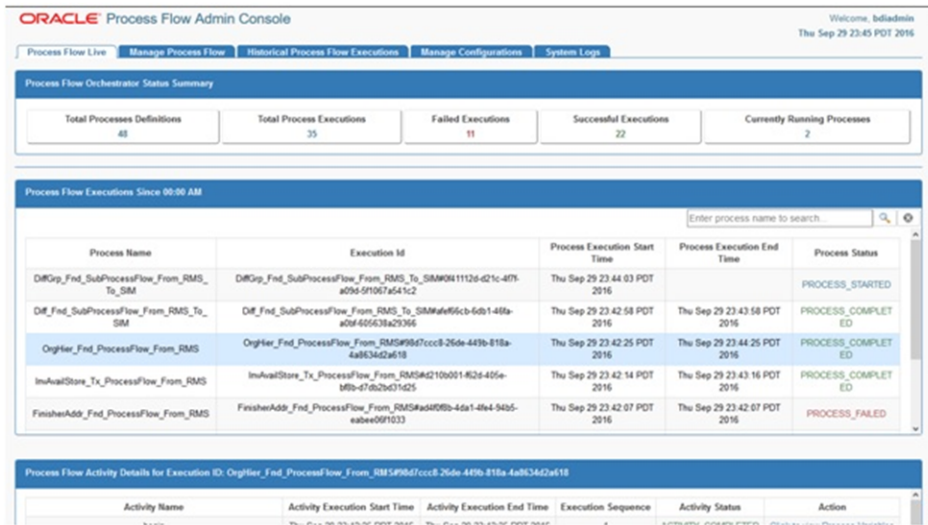 ORACLE Process Flow Admin Console
Welcome, bdiadmin
Thu Sep 29 23:45 PDT 2016
Process Flow Live
Manage Process Flow
Historical Process Flow Executions
Manage Configurations
System Logs
Process Flow Orchestrator Status Summary
Total Processes Definitions
48
Total Process Executions
35
Failed Executions
11
Successful Executions
22
Currently Running Processes
2
Process Flow Executions Since 00:00 AM
Enter process name to search...
Process Name
Execution Id
Process Execution Start
Time
Process Execution End
Time
Process Status
DiffGrp_Fnd_SubProcessFlow_From_RMS_
To_SIM
DiffGrp_Fnd_SubProcessFlow_From_RMS_To_SIM#0f41112d-d21c-4f7f-
a09d-5f1067a541c2
Thu Sep 29 23:44:03 PDT
2016
PROCESS_STARTED
Diff_Fnd_SubProcessFlow_From_RMS_To_
SIM
Diff_Fnd_SubProcessFlow_From_RMS_To_SIM#afef66cb-6db1-46fa-
a0bf-605638a29366
Thu Sep 29 23:42:58 PDT
2016
Thu Sep 29 23:43:58 PDT
2016
PROCESS_COMPLET
ED
OrgHier_Fnd_ProcessFlow_From_RMS
OrgHier_Fnd_ProcessFlow_From_RMS#98d7ccc8-26de-449b-818a-
4a8634d2a618
Thu Sep 29 23:42:25 PDT
2016
Thu Sep 29 23:44:25 PDT
2016
PROCESS_COMPLET
ED
InvAvailStore_Tx_ProcessFlow_From_RMS
InvAvailStore_Tx_ProcessFlow_From_RMS#d210b001-f62d-405e-
bf8b-d7db2bd31d25
Thu Sep 29 23:42:14 PDT
2016
Thu Sep 29 23:43:16 PDT
2016
PROCESS_COMPLET
ED
FinisherAddr_Fnd_ProcessFlow_From_RMS
FinisherAddr_Fnd_ProcessFlow_From_RMS#ad4f0f8b-4da1-4fe4-94b5-
eabee06f1033
Thu Sep 29 23:42:07 PDT
2016
Thu Sep 29 23:42:07 PDT
2016
PROCESS_FAILED
Process Flow Activity Details for Execution ID: OrgHier_Fnd_ProcessFlow_From_RMS#98d7ccc8-26de-449b-818a-4a8634d2a618
Activity Name
Activity Execution Start Time
Activity Execution End Time
Execution Sequence
Activity Status
Action